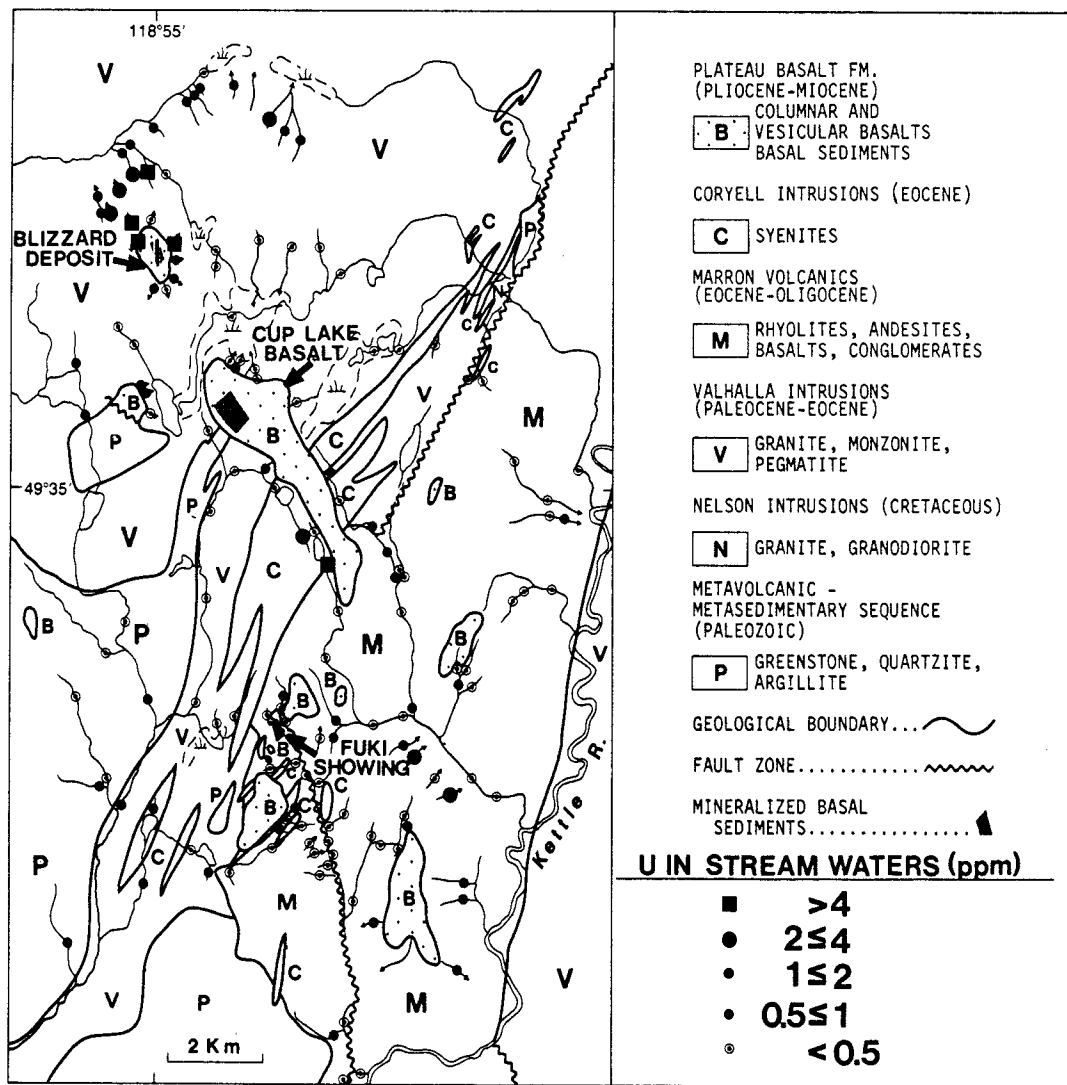 118°55'
V
V
V
C
C
C
P
C
C
BLIZZARD
DEPOSIT
B
V
CUP LAKE
BASALT
B
P
B
C
V
M
49°35
P
C
B
V
V
C
B
P
M
B
B
V
B
V
FUKI
SHOWING
B
P
B
C
C
C
P
C
M
B
C
V
P
M
V
Kettle R.
2 Km
PLATEAU BASALT FM.
(PLIOCENE-MIOCENE)
B COLUMNAR AND
VESICULAR BASALTS
BASAL SEDIMENTS
CORYELL INTRUSIONS (EOCENE)
C SYENITES
MARRON VOLCANICS
(EOCENE-OLIGOCENE)
M RHYOLITES, ANDESITES,
BASALTS, CONGLOMERATES
VALHALLA INTRUSIONS
(PALEOCENE-EOCENE)
V GRANITE, MONZONITE,
PEGMATITE
NELSON INTRUSIONS (CRETACEOUS)
N GRANITE, GRANODIORITE
METAVOLCANIC -
METASEDIMENTARY SEQUENCE
(PALEOZOIC)
P GREENSTONE, QUARTZITE,
ARGILLITE
GEOLOGICAL BOUNDARY...
FAULT ZONE............
MINERALIZED BASAL
SEDIMENTS................
U IN STREAM WATERS (ppm)
>4
2≤4
1≤2
0.5≤1
<0.5